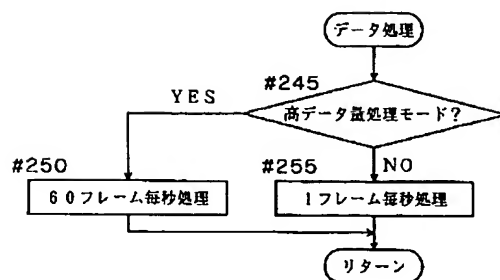 データ処理
#245
YES
高データ量処理モード?
#250
#255
NO
60フレーム毎秒処理
1フレーム毎秒処理
リターン